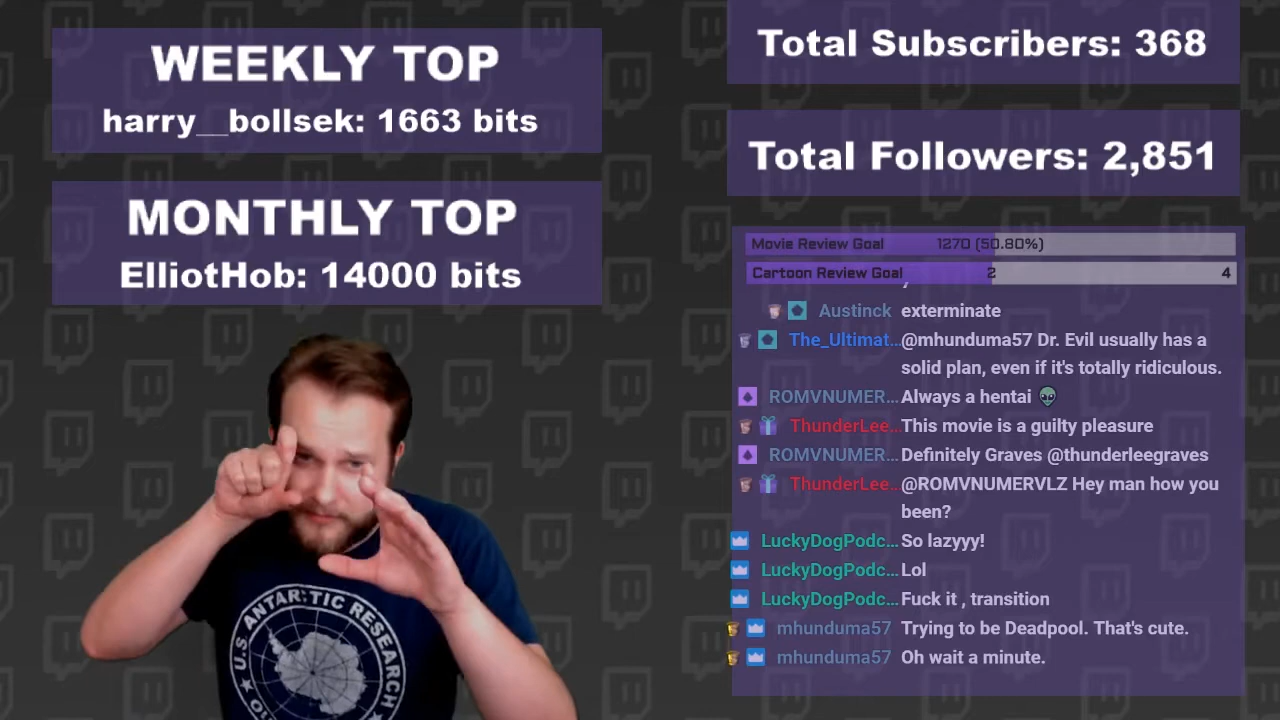 WEEKLY TOP
harry__bollsek: 1663 bits
MONTHLY TOP
ElliotHob: 14000 bits
Total Subscribers: 368
Total Followers: 2,851
Movie Review Goal 1270 (50.80%)
Cartoon Review Goal 2 4
Austinck exterminate
The_Ultimat... @mhunduma57 Dr. Evil usually has a
solid plan, even if it's totally ridiculous.
ROMVNUMER... Always a hentai 👽
ThunderLee... This movie is a guilty pleasure
ROMVNUMER... Definitely Graves @thunderleegraves
ThunderLee... @ROMVNUMERVLZ Hey man how you
been?
LuckyDogPodc... So lazyyy!
LuckyDogPodc... Lol
LuckyDogPodc... Fuck it , transition
mhunduma57 Trying to be Deadpool. That's cute.
mhunduma57 Oh wait a minute.
U.S. ANTARCTIC RESEARCH